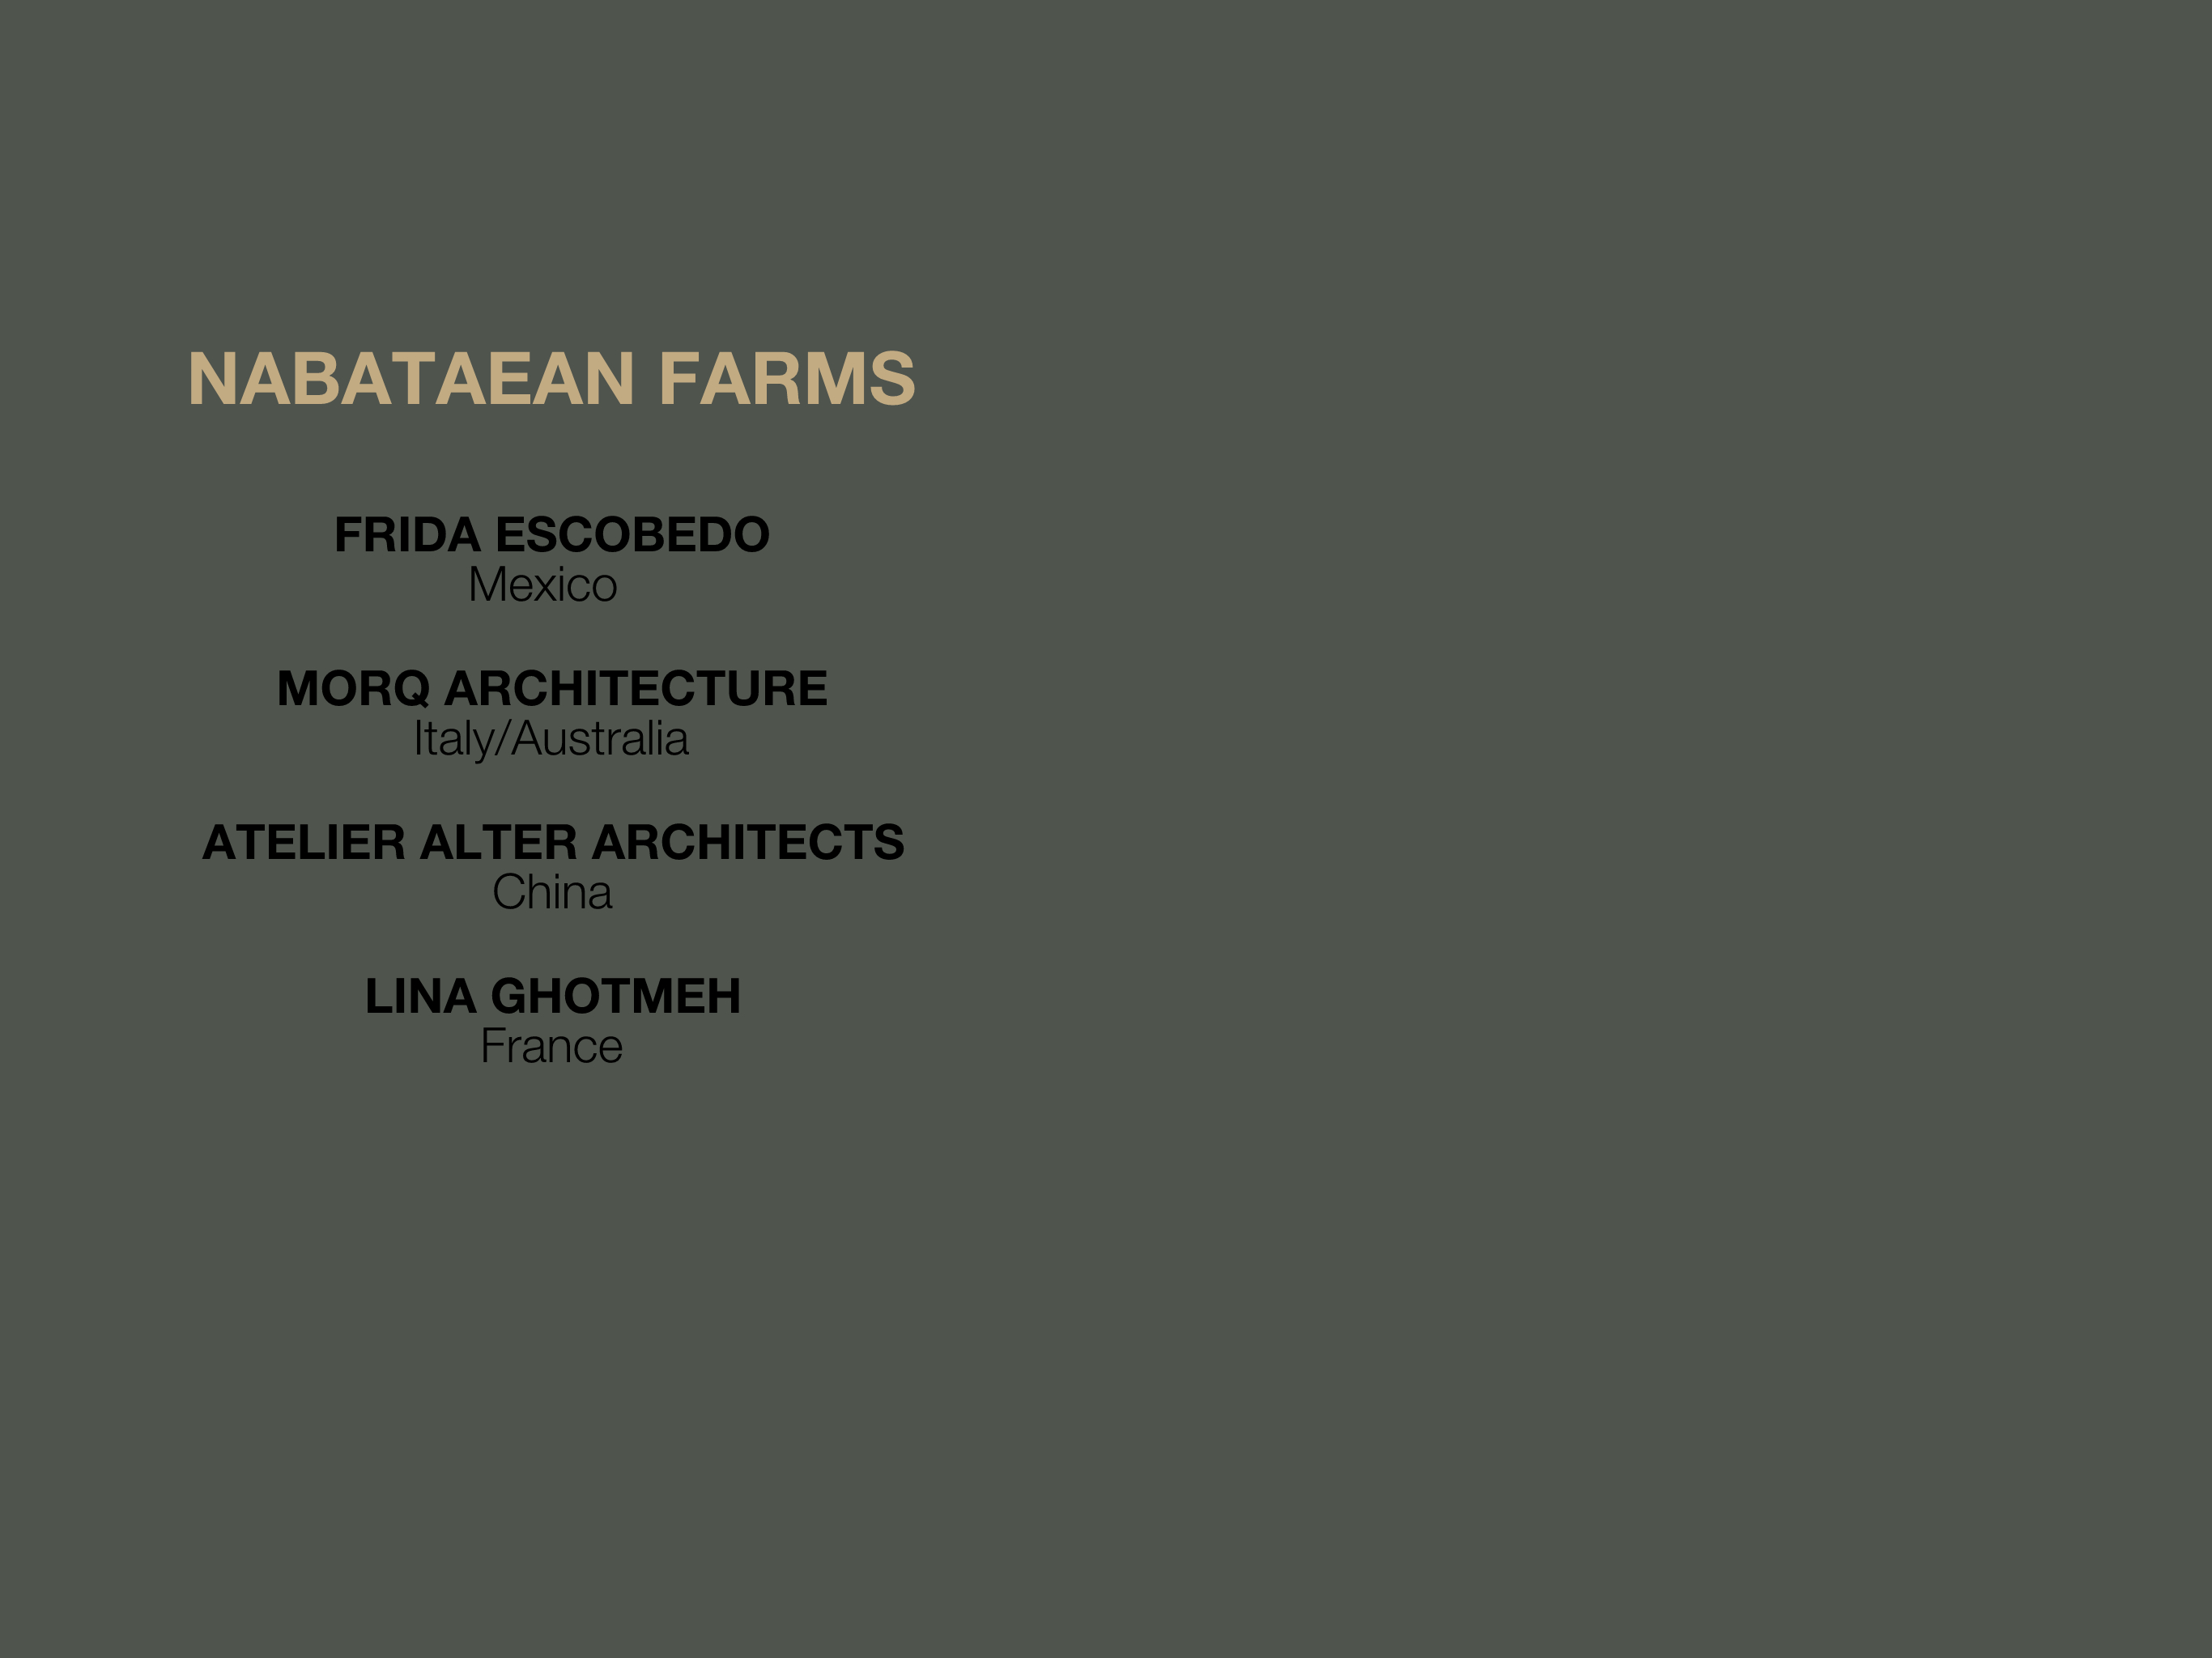 NABATAEAN FARMS
FRIDA ESCOBEDO
Mexico
MORQ ARCHITECTURE
Italy/Australia
ATELIER ALTER ARCHITECTS
China
LINA GHOTMEH
France